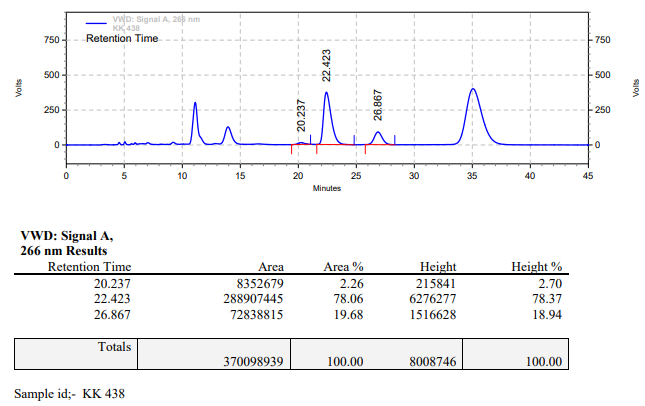 VWD: Signal A, 266 nm
KK 438
Retention Time
750
500
250
0
Volts
20.237
22.423
26.867
750
500
250
0
Volts
0 5 10 15 20 25 30 35 40 45
Minutes
VWD: Signal A,
266 nm Results
Retention Time Area Area % Height Height %
20.237 8352679 2.26 215841 2.70
22.423 288907445 78.06 6276277 78.37
26.867 72838815 19.68 1516628 18.94
Totals
370098939 100.00 8008746 100.00
Sample id;- KK 438